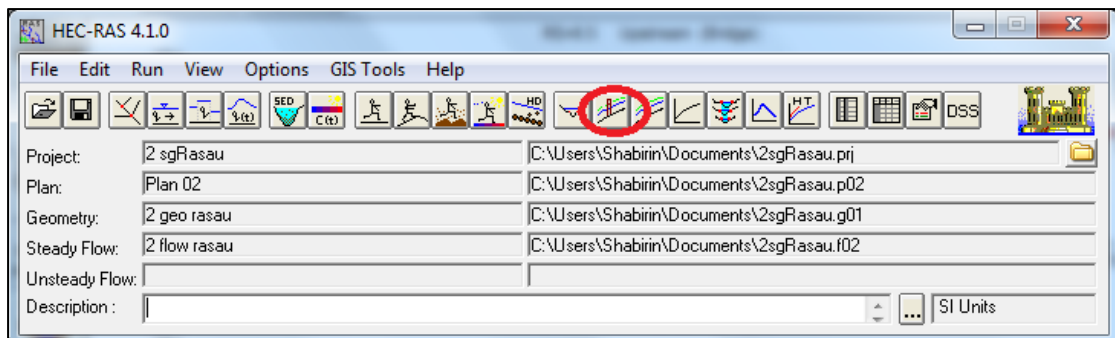 HEC-RAS 4.1.0
File Edit Run View Options GIS Tools Help
SED C(t) HD HT DSS
Project: 2 sgRasau C:\Users\Shabirin\Documents\2sgRasau.prj
Plan: Plan 02 C:\Users\Shabirin\Documents\2sgRasau.p02
Geometry: 2 geo rasau C:\Users\Shabirin\Documents\2sgRasau.g01
Steady Flow: 2 flow rasau C:\Users\Shabirin\Documents\2sgRasau.f02
Unsteady Flow:
Description : ... SI Units